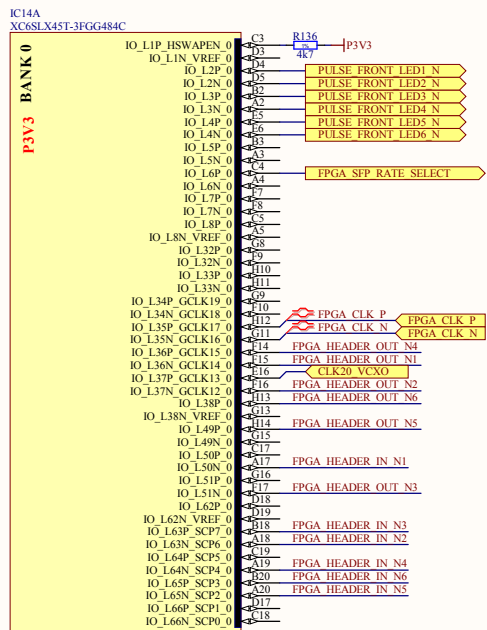 IC14A
XC6SLX45T-3FGG484C
BANK 0
P3V3
IO_L1P_HSWAPEN_0 C3 R136 1% 4k7 P3V3
IO_L1N_VREF_0 D3
IO_L2P_0 D4 PULSE_FRONT_LED1_N
IO_L2N_0 D5 PULSE_FRONT_LED2_N
IO_L3P_0 B2 PULSE_FRONT_LED3_N
IO_L3N_0 A2 PULSE_FRONT_LED4_N
IO_L4P_0 E5 PULSE_FRONT_LED5_N
IO_L4N_0 E6 PULSE_FRONT_LED6_N
IO_L5P_0 B3
IO_L5N_0 A3
IO_L6P_0 C4 FPGA_SFP_RATE_SELECT
IO_L6N_0 A4
IO_L7P_0 F7
IO_L7N_0 F8
IO_L8P_0 C5
IO_L8N_VREF_0 A5
IO_L32P_0 G8
IO_L32N_0 F9
IO_L33P_0 H10
IO_L33N_0 H11
IO_L34P_GCLK19_0 G9
IO_L34N_GCLK18_0 F10
IO_L35P_GCLK17_0 H12 FPGA_CLK_P FPGA_CLK_P
IO_L35N_GCLK16_0 G11 FPGA_CLK_N FPGA_CLK_N
IO_L36P_GCLK15_0 F14 FPGA_HEADER_OUT_N4
IO_L36N_GCLK14_0 F15 FPGA_HEADER_OUT_N1
IO_L37P_GCLK13_0 E16 CLK20_VCXO
IO_L37N_GCLK12_0 F16 FPGA_HEADER_OUT_N2
IO_L38P_0 H13 FPGA_HEADER_OUT_N6
IO_L38N_VREF_0 G13
IO_L49P_0 H14 FPGA_HEADER_OUT_N5
IO_L49N_0 G15
IO_L50P_0 C17
IO_L50N_0 A17 FPGA_HEADER_IN_N1
IO_L51P_0 G16
IO_L51N_0 F17 FPGA_HEADER_OUT_N3
IO_L62P_0 D18
IO_L62N_VREF_0 D19
IO_L63P_SCP7_0 B18 FPGA_HEADER_IN_N3
IO_L63N_SCP6_0 A18 FPGA_HEADER_IN_N2
IO_L64P_SCP5_0 C19
IO_L64N_SCP4_0 A19 FPGA_HEADER_IN_N4
IO_L65P_SCP3_0 B20 FPGA_HEADER_IN_N6
IO_L65N_SCP2_0 A20 FPGA_HEADER_IN_N5
IO_L66P_SCP1_0 D17
IO_L66N_SCP0_0 C18